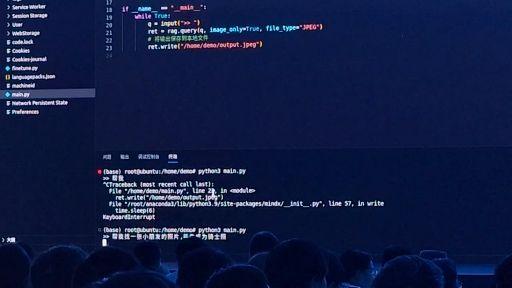 Service Worker
Session Storage
User
WebStorage
code.lock
Cookies
Cookies-journal
finetune.py
languagepacks.json
machineid
main.py
Network Persistent State
Preferences
大纲
17
18 if __name__ == "__main__":
19 while True:
20 q = input(">> ")
21 ret = rag.query(q, image_only=True, file_type="JPEG")
22 # 将输出保存到本地文件
23 ret.write("/home/demo/output.jpeg")
24
问题 输出 调试控制台 终端
(base) root@ubuntu:/home/demo# python3 main.py
>> 帮我
^CTraceback (most recent call last):
File "/home/demo/main.py", line 23, in <module>
ret.write("/home/demo/output.jpeg")
File "/root/anaconda3/lib/python3.9/site-packages/mindx/__init__.py", line 57, in write
time.sleep(6)
KeyboardInterrupt
(base) root@ubuntu:/home/demo# python3 main.py
>> 帮我找一张小朋友的照片,